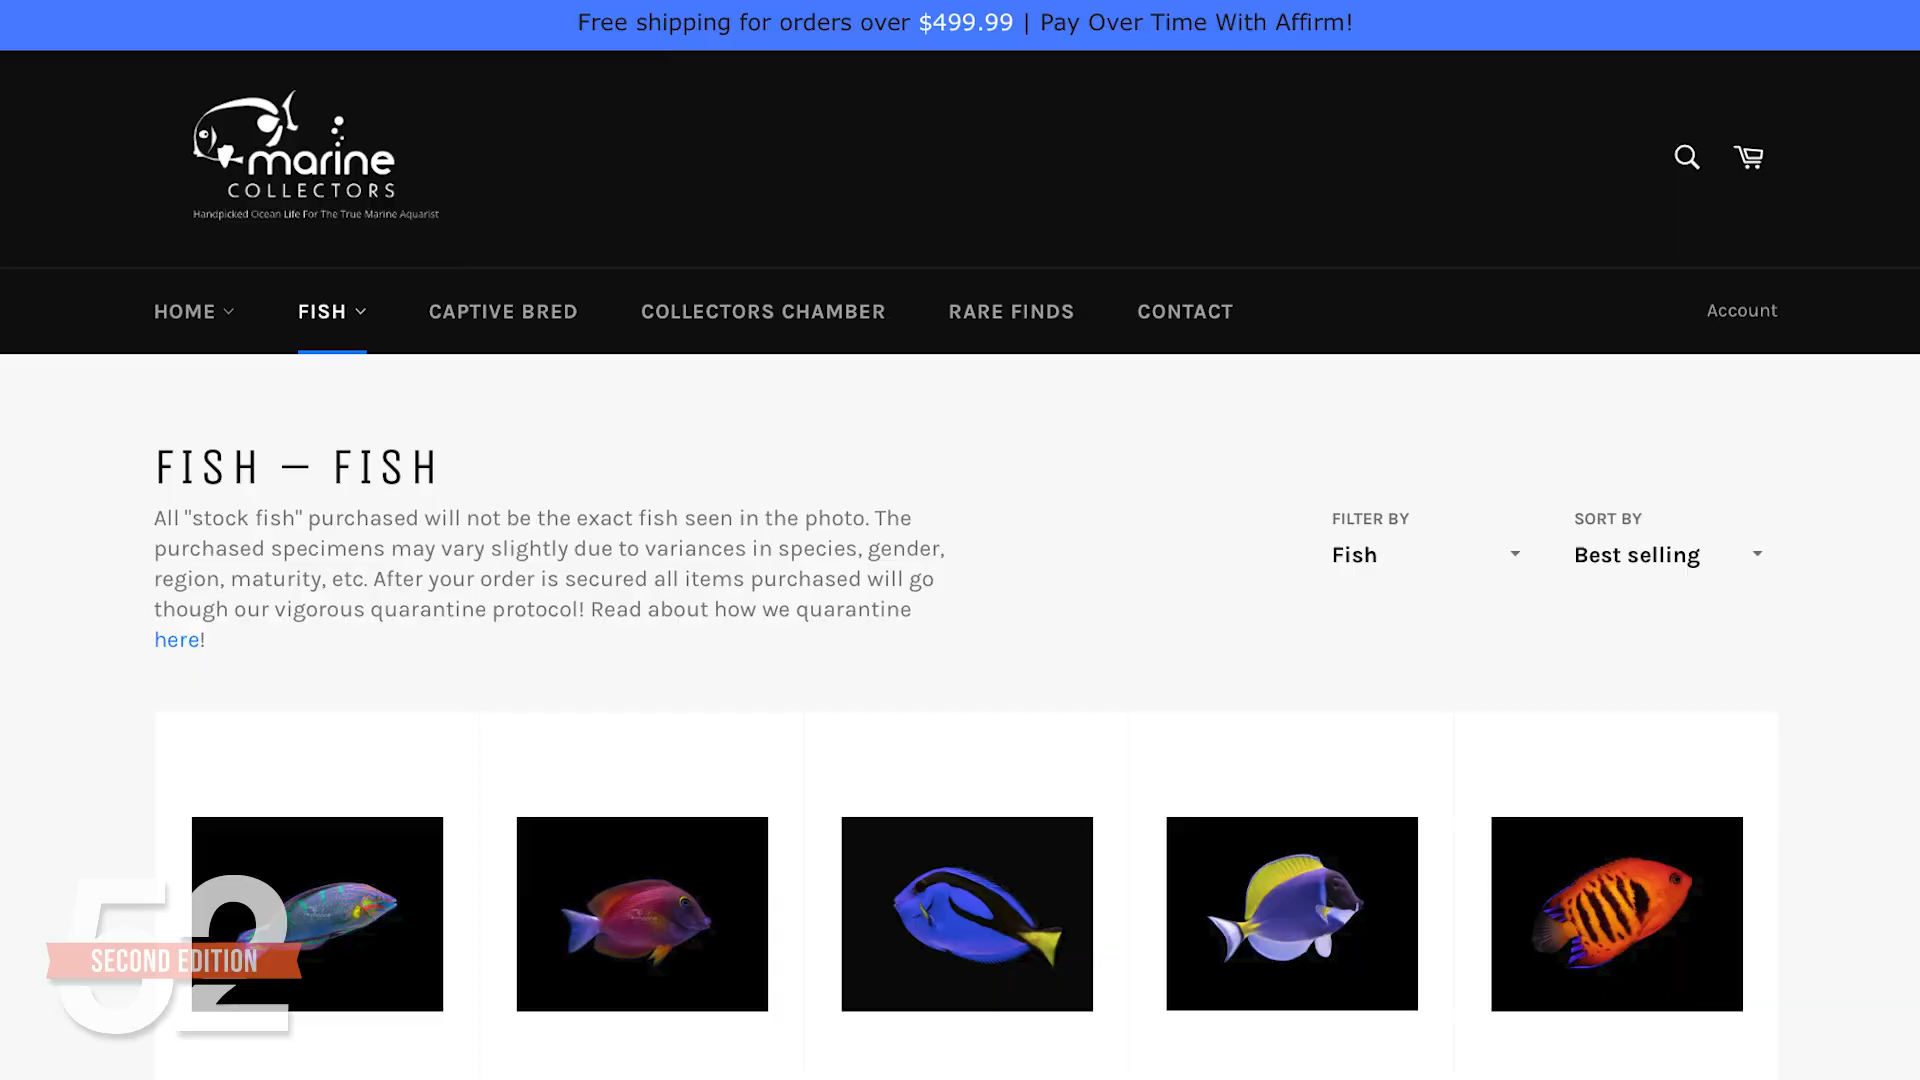 Free shipping for orders over $499.99 | Pay Over Time With Affirm!
marine
COLLECTORS
Handpicked Ocean Life For The True Marine Aquarist
HOME
FISH
CAPTIVE BRED
COLLECTORS CHAMBER
RARE FINDS
CONTACT
Account
FISH — FISH
All "stock fish" purchased will not be the exact fish seen in the photo. The
purchased specimens may vary slightly due to variances in species, gender,
region, maturity, etc. After your order is secured all items purchased will go
though our vigorous quarantine protocol! Read about how we quarantine
here!
FILTER BY
Fish
SORT BY
Best selling
52
SECOND EDITION